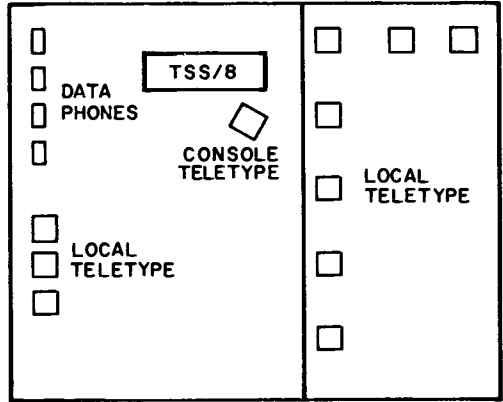 TSS/8
DATA
PHONES
CONSOLE
TELETYPE
LOCAL
TELETYPE
LOCAL
TELETYPE